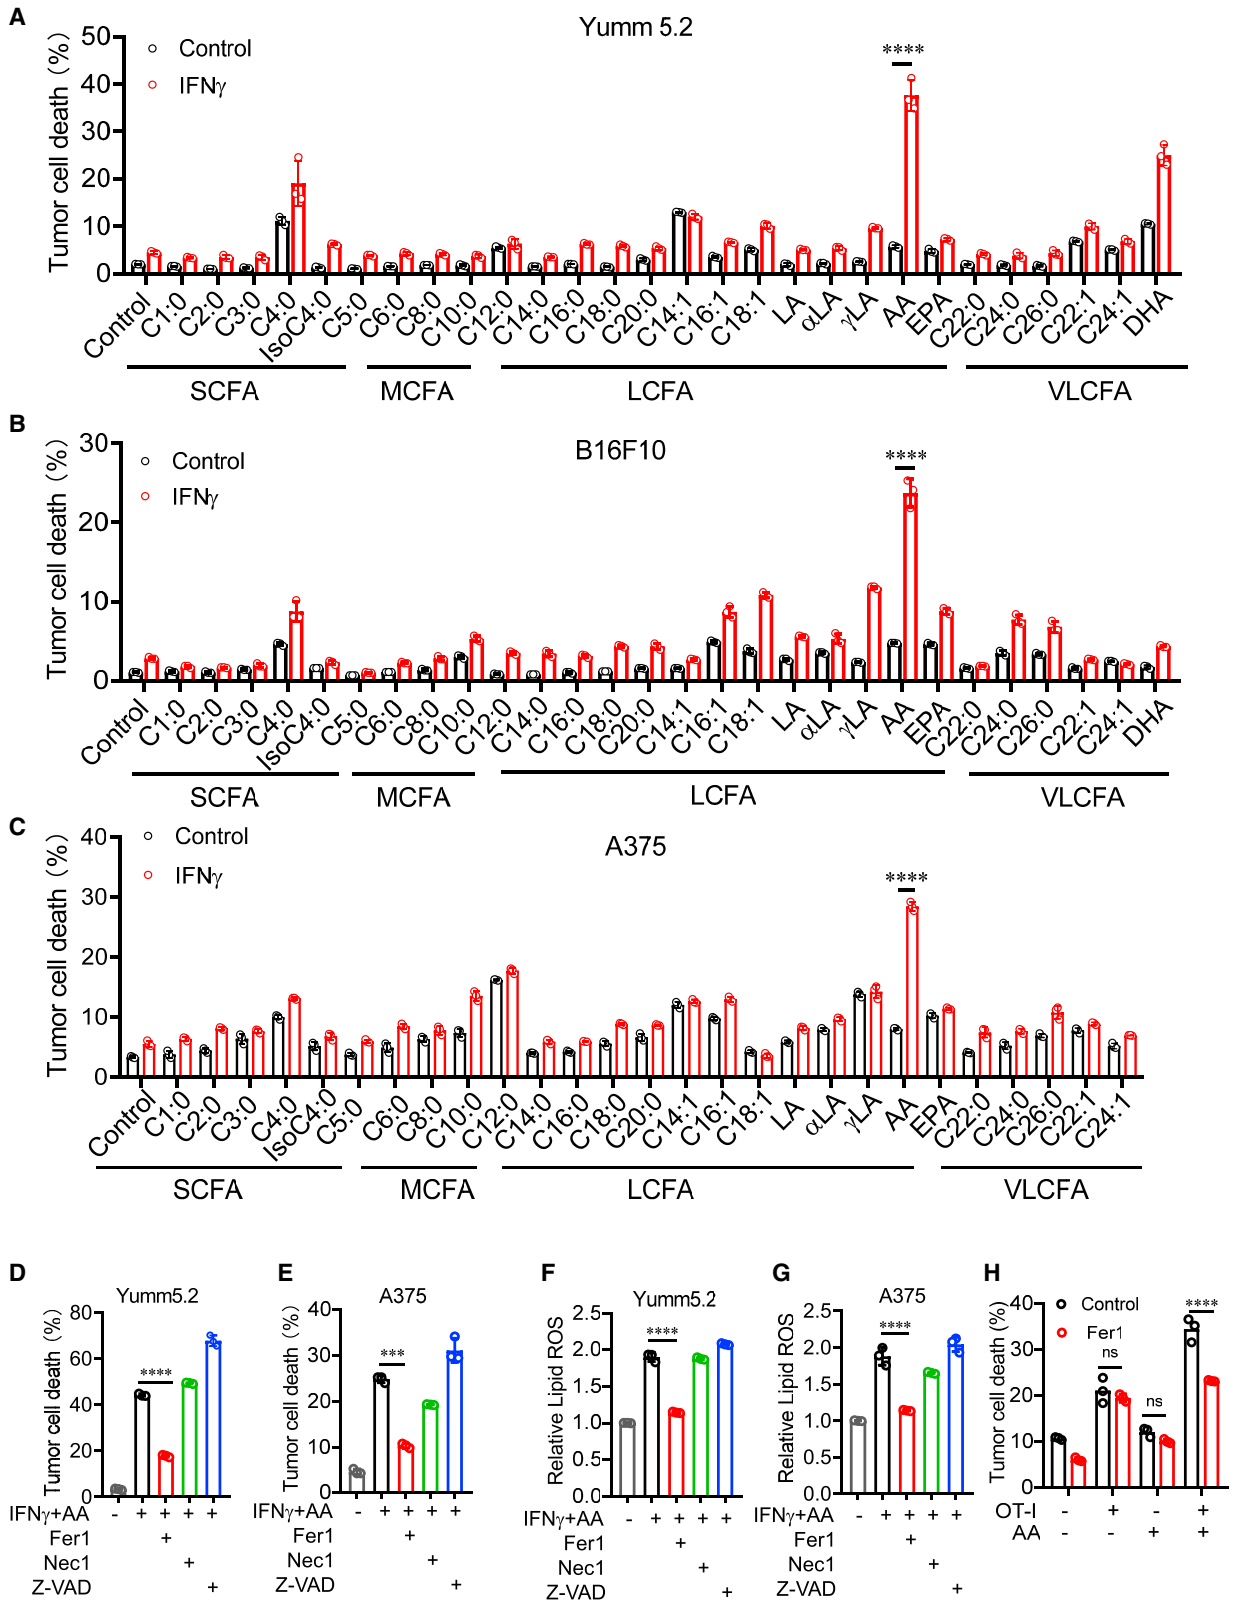 A
Yumm 5.2
Tumor cell death (%)
50
40
30
20
10
0
Control
IFNγ
****
Control C1:0 C2:0 C3:0 C4:0 IsoC4:0 C5:0 C6:0 C8:0 C10:0 C12:0 C14:0 C16:0 C18:0 C20:0 C14:1 C16:1 C18:1 LA αLA γLA AA EPA C22:0 C24:0 C26:0 C22:1 C24:1 DHA
SCFA MCFA LCFA VLCFA
B
B16F10
Tumor cell death (%)
30
20
10
0
Control
IFNγ
****
Control C1:0 C2:0 C3:0 C4:0 IsoC4:0 C5:0 C6:0 C8:0 C10:0 C12:0 C14:0 C16:0 C18:0 C20:0 C14:1 C16:1 C18:1 LA αLA γLA AA EPA C22:0 C24:0 C26:0 C22:1 C24:1 DHA
SCFA MCFA LCFA VLCFA
C
A375
Tumor cell death (%)
40
30
20
10
0
Control
IFNγ
****
Control C1:0 C2:0 C3:0 C4:0 IsoC4:0 C5:0 C6:0 C8:0 C10:0 C12:0 C14:0 C16:0 C18:0 C20:0 C14:1 C16:1 C18:1 LA αLA γLA AA EPA C22:0 C24:0 C26:0 C22:1 C24:1
SCFA MCFA LCFA VLCFA
D
Yumm5.2
Tumor cell death (%)
80
60
40
20
0
****
IFNγ+AA - + + + +
Fer1 +
Nec1 +
Z-VAD +
E
A375
Tumor cell death (%)
40
30
20
10
0
***
IFNγ+AA - + + + +
Fer1 +
Nec1 +
Z-VAD +
F
Yumm5.2
Relative Lipid ROS
2.5
2.0
1.5
1.0
0.5
0.0
****
IFNγ+AA - + + + +
Fer1 +
Nec1 +
Z-VAD +
G
A375
Relative Lipid ROS
2.5
2.0
1.5
1.0
0.5
0.0
****
IFNγ+AA - + + + +
Fer1 +
Nec1 +
Z-VAD +
H
Tumor cell death (%)
40
30
20
10
0
Control
Fer1
ns
ns
****
OT-I - + - +
AA - - + +